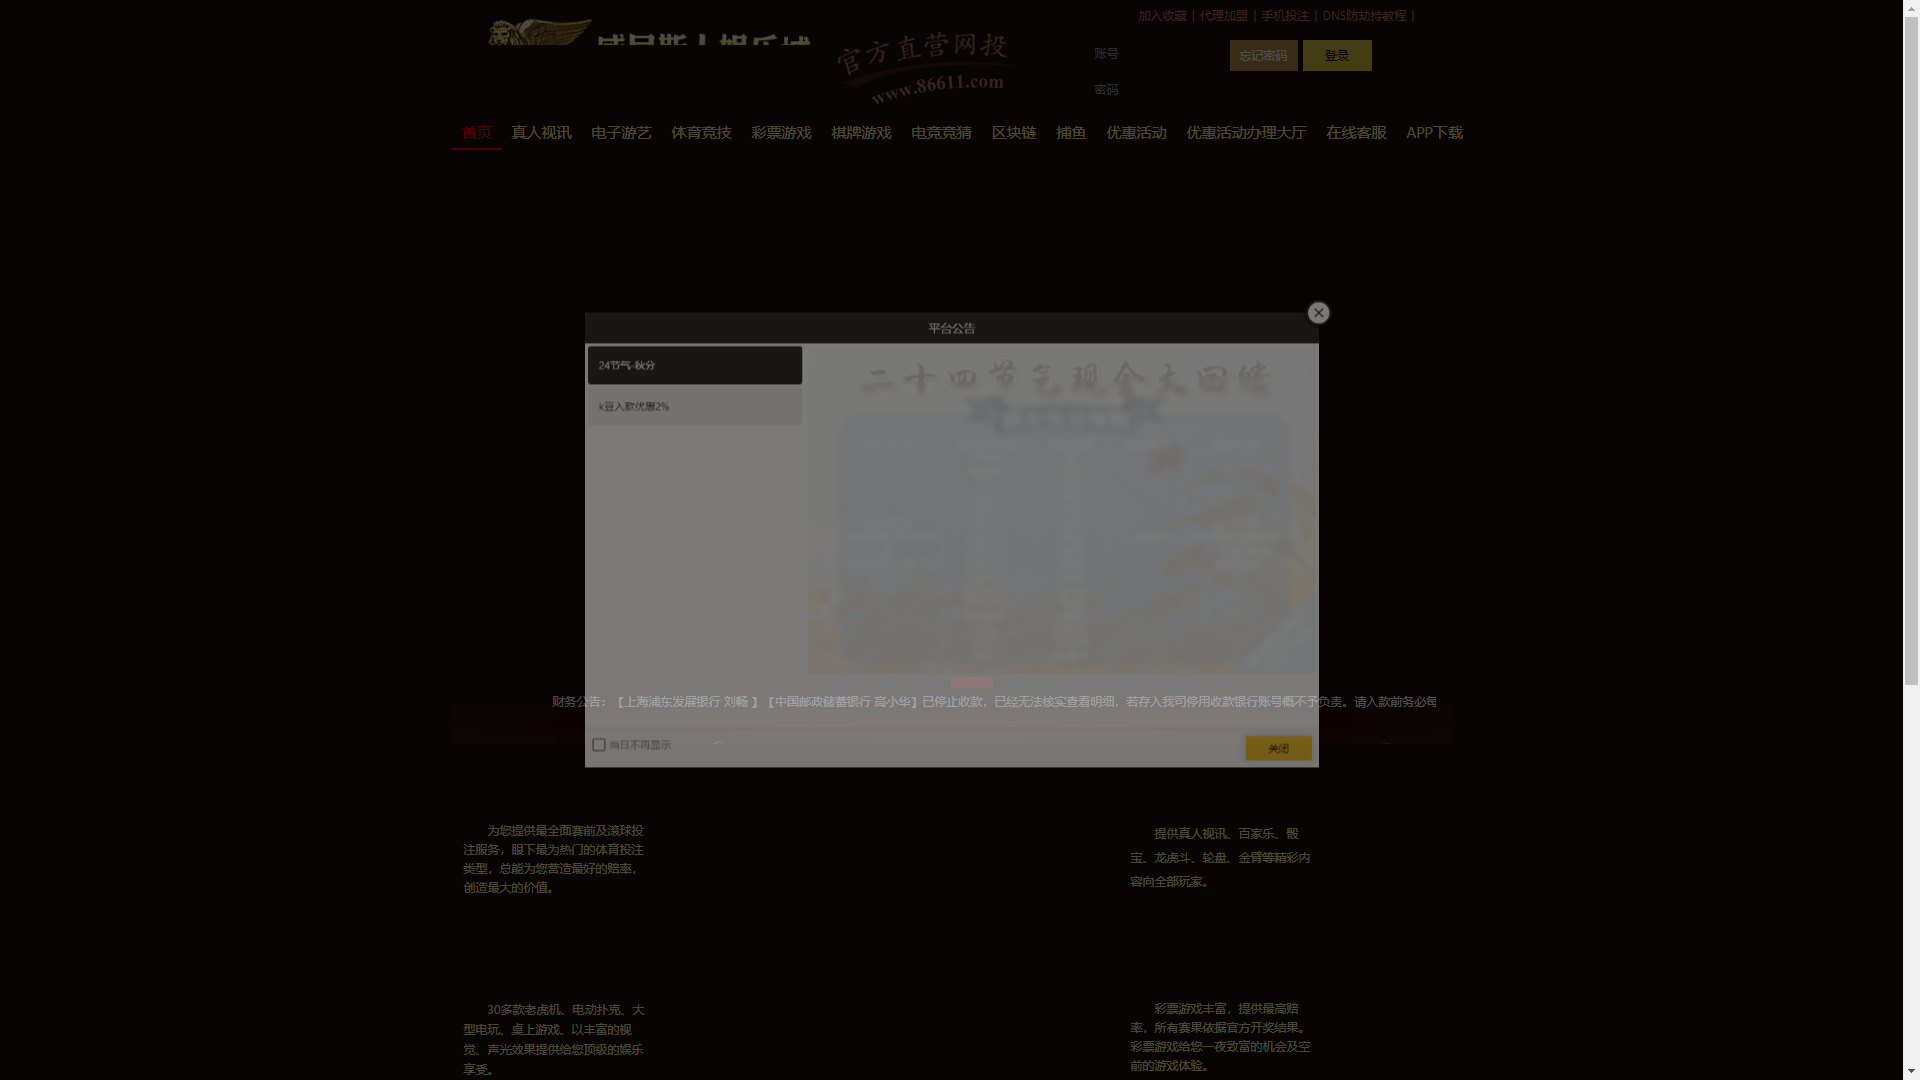 威尼斯人娱乐城
官方直营网投
www.86611.com
加入收藏 | 代理加盟 | 手机投注 | DNS防劫持教程 |
账号
忘记密码 登录
密码
首页 真人视讯 电子游艺 体育竞技 彩票游戏 棋牌游戏 电竞竞猜 区块链 捕鱼 优惠活动 优惠活动办理大厅 在线客服 APP下载
平台公告
24节气-秋分
k豆入款优惠2%
二十四节气现金大回馈
财务公告：【上海浦东发展银行 刘畅 】【中国邮政储蓄银行 高小华】已停止收款，已经无法核实查看明细，若存入我司停用收款银行账号概不予负责。请入款前务必每
当日不再显示
关闭
为您提供最全面赛前及滚球投
注服务，眼下最为热门的体育投注
类型，总能为您营造最好的赔率，
创造最大的价值。
提供真人视讯、百家乐、骰
宝、龙虎斗、轮盘、金臂等精彩内
容向全部玩家。
30多款老虎机、电动扑克、大
型电玩、桌上游戏、以丰富的视
觉、声光效果提供给您顶级的娱乐
享受。
彩票游戏丰富，提供最高赔
率，所有赛果依据官方开奖结果。
彩票游戏给您一夜致富的机会及空
前的游戏体验。